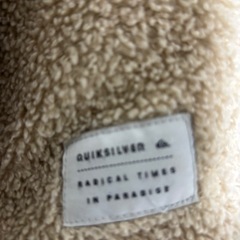 QUIKSILVER
RADICAL TIMES
IN PARADISE